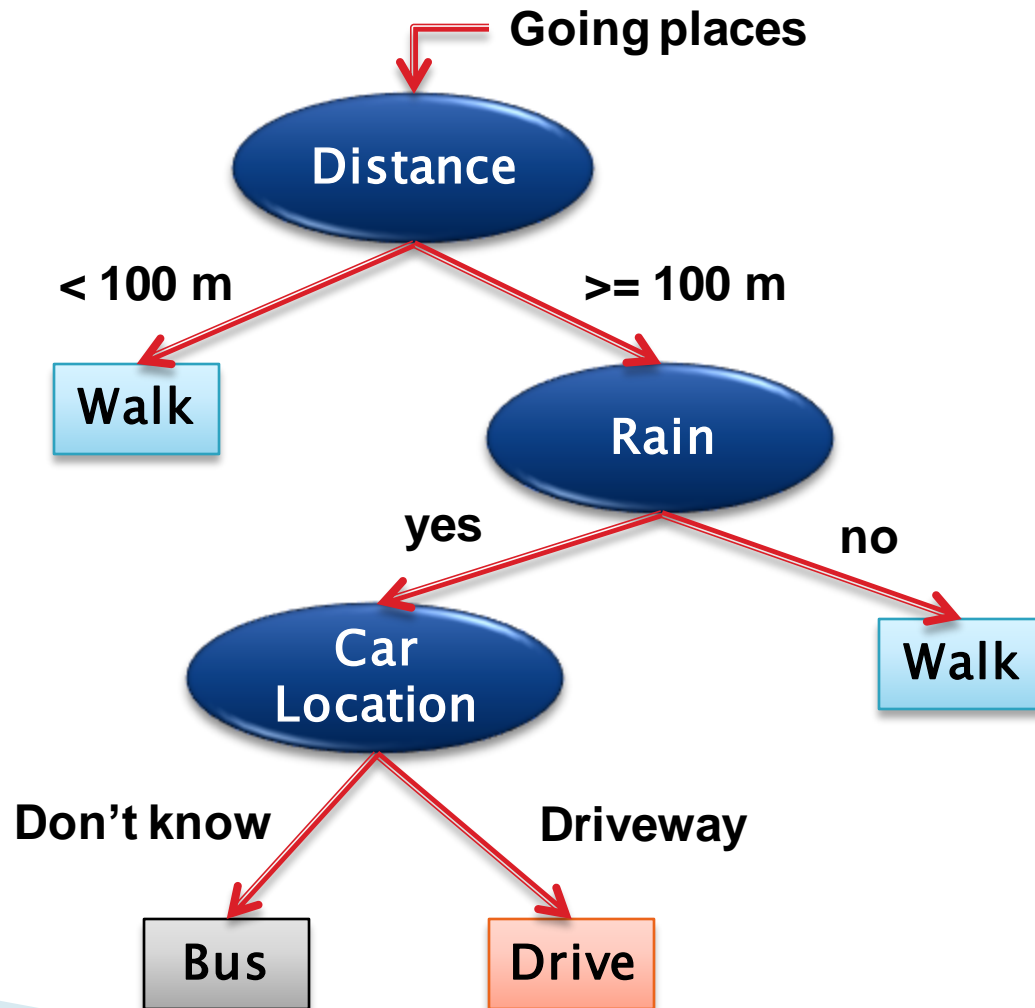 Going places
Distance
< 100 m
>= 100 m
Walk
Rain
yes
no
Car
Location
Walk
Don’t know
Driveway
Bus
Drive